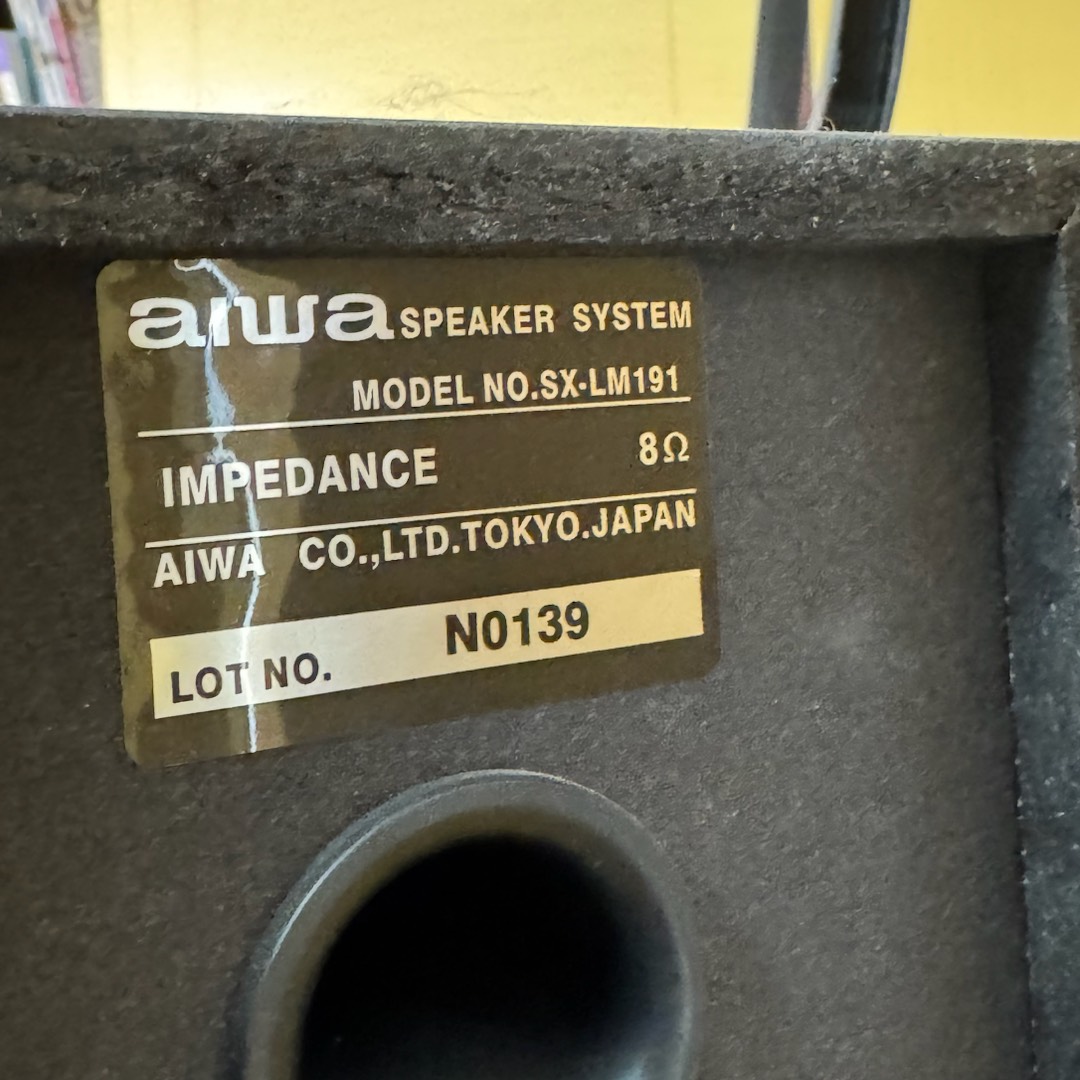 aiwa SPEAKER SYSTEM
MODEL NO.SX-LM191
IMPEDANCE 8Ω
AIWA CO.,LTD.TOKYO.JAPAN
LOT NO. N0139